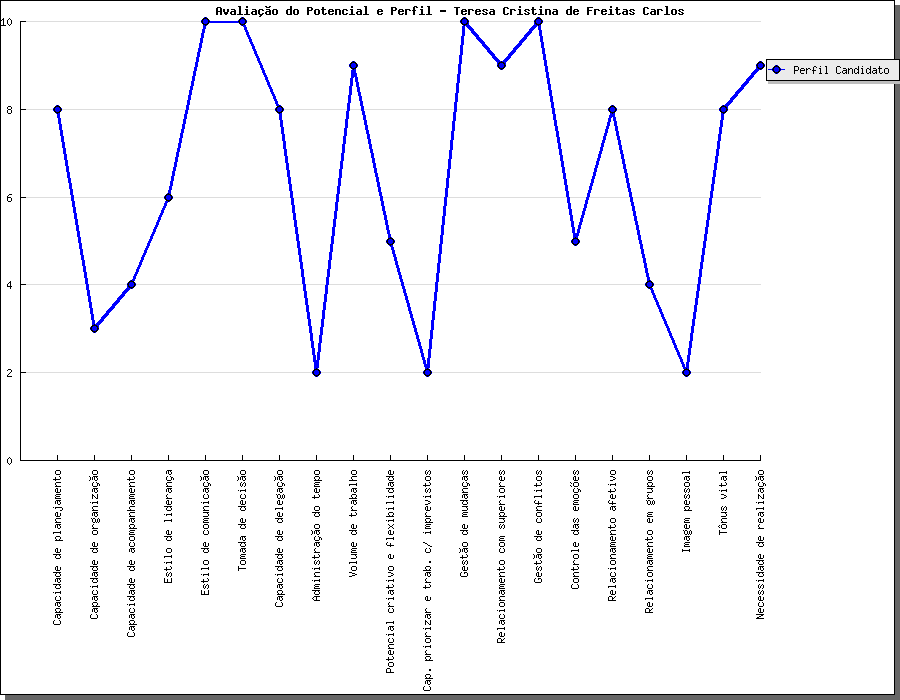 Avaliação do Potencial e Perfil - Teresa Cristina de Freitas Carlos
10
8
6
4
2
0
Perfil Candidato
Capacidade de planejamento
Capacidade de organização
Capacidade de acompanhamento
Estilo de liderança
Estilo de comunicação
Tomada de decisão
Capacidade de delegação
Administração do tempo
Volume de trabalho
Potencial criativo e flexibilidade
Cap. priorizar e trab. c/ imprevistos
Gestão de mudanças
Relacionamento com superiores
Gestão de conflitos
Controle das emoções
Relacionamento afetivo
Relacionamento em grupos
Imagem pessoal
Tônus vital
Necessidade de realização